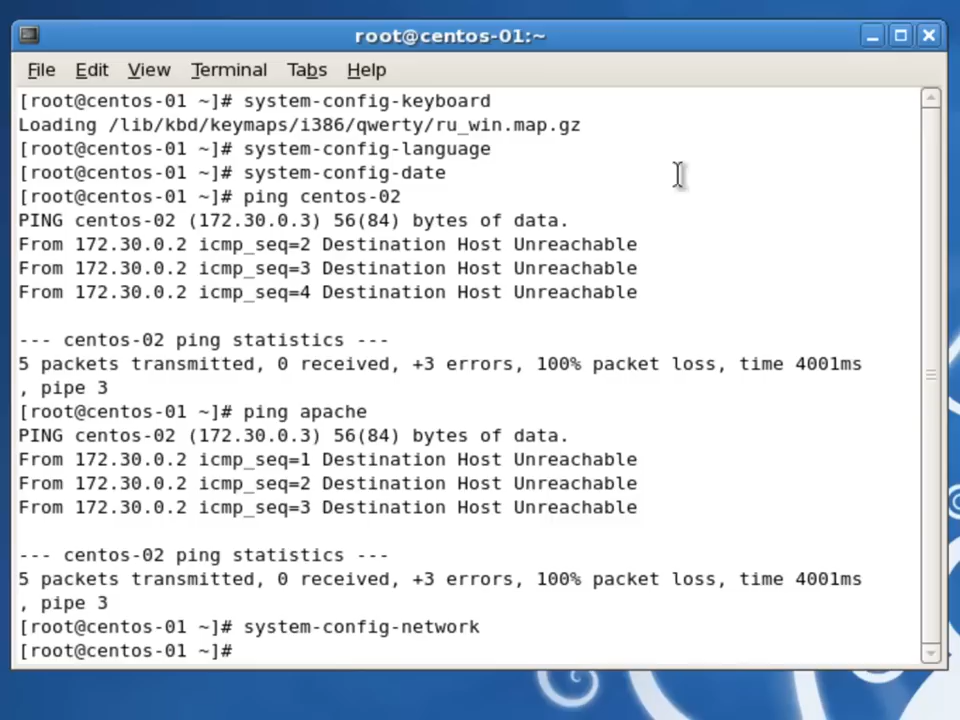 root@centos-01:~
File Edit View Terminal Tabs Help
[root@centos-01 ~]# system-config-keyboard
Loading /lib/kbd/keymaps/i386/qwerty/ru_win.map.gz
[root@centos-01 ~]# system-config-language
[root@centos-01 ~]# system-config-date
[root@centos-01 ~]# ping centos-02
PING centos-02 (172.30.0.3) 56(84) bytes of data.
From 172.30.0.2 icmp_seq=2 Destination Host Unreachable
From 172.30.0.2 icmp_seq=3 Destination Host Unreachable
From 172.30.0.2 icmp_seq=4 Destination Host Unreachable
--- centos-02 ping statistics ---
5 packets transmitted, 0 received, +3 errors, 100% packet loss, time 4001ms
, pipe 3
[root@centos-01 ~]# ping apache
PING centos-02 (172.30.0.3) 56(84) bytes of data.
From 172.30.0.2 icmp_seq=1 Destination Host Unreachable
From 172.30.0.2 icmp_seq=2 Destination Host Unreachable
From 172.30.0.2 icmp_seq=3 Destination Host Unreachable
--- centos-02 ping statistics ---
5 packets transmitted, 0 received, +3 errors, 100% packet loss, time 4001ms
, pipe 3
[root@centos-01 ~]# system-config-network
[root@centos-01 ~]#